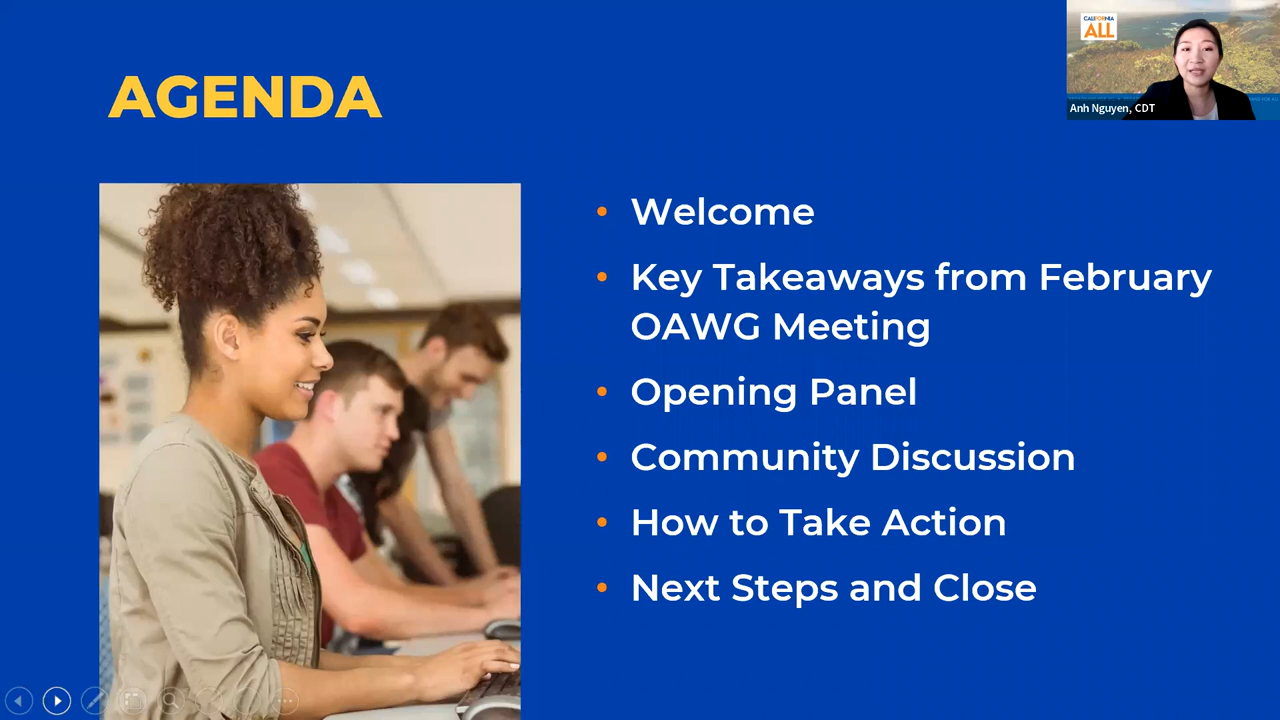 AGENDA
CALIFORNIA
ALL
Anh Nguyen, CDT
• Welcome
• Key Takeaways from February
OAWG Meeting
• Opening Panel
• Community Discussion
• How to Take Action
• Next Steps and Close